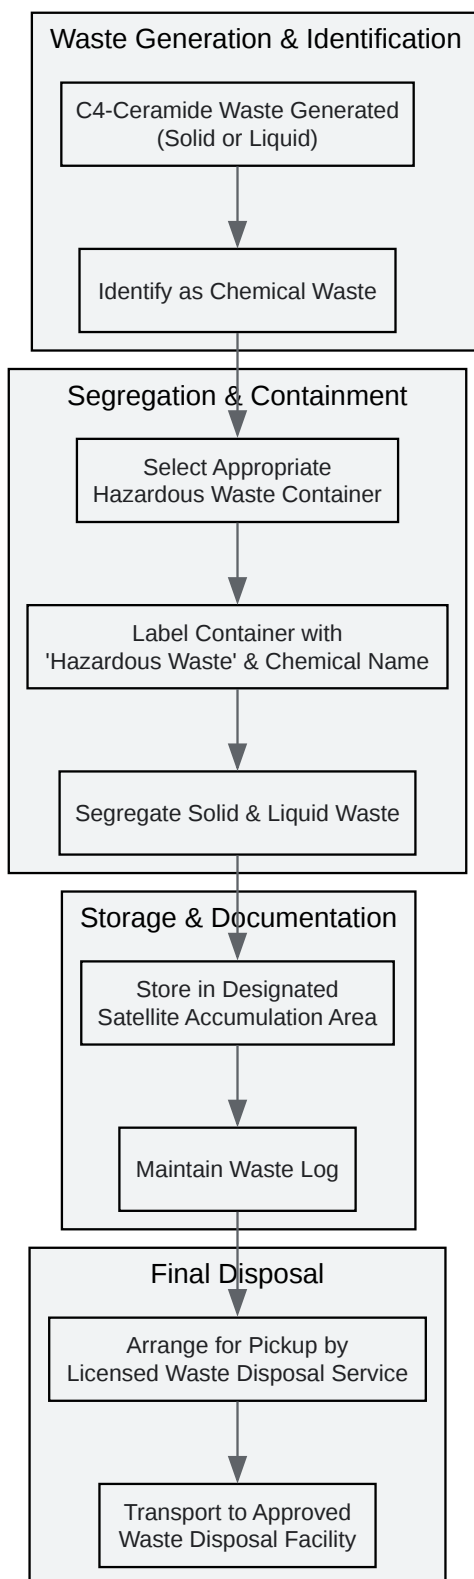 Waste Generation & Identification
C4-Ceramide Waste Generated
(Solid or Liquid)
Identify as Chemical Waste
Segregation & Containment
Select Appropriate
Hazardous Waste Container
Label Container with
'Hazardous Waste' & Chemical Name
Segregate Solid & Liquid Waste
Storage & Documentation
Store in Designated
Satellite Accumulation Area
Maintain Waste Log
Final Disposal
Arrange for Pickup by
Licensed Waste Disposal Service
Transport to Approved
Waste Disposal Facility